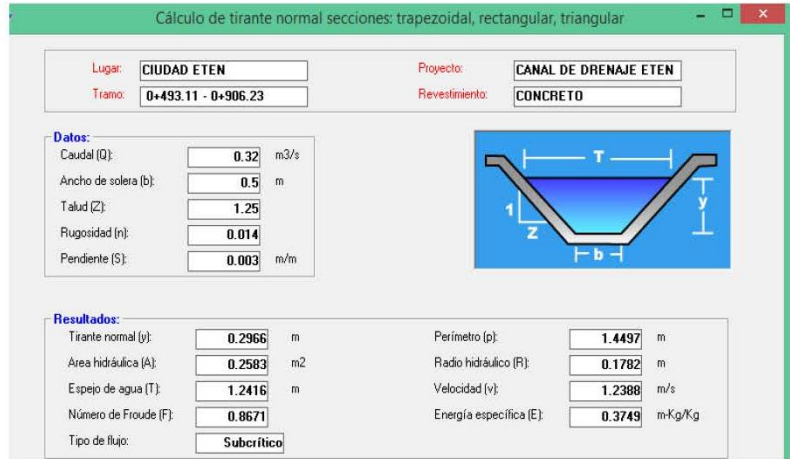 Cálculo de tirante normal secciones: trapezoidal, rectangular, triangular
Lugar: CIUDAD ETEN Proyecto: CANAL DE DRENAJE ETEN
Tramo: 0+493.11 - 0+906.23 Revestimiento: CONCRETO
Datos:
Caudal (Q): 0.32 m3/s
Ancho de solera (b): 0.5 m
Talud (Z): 1.25
Rugosidad (n): 0.014
Pendiente (S): 0.003 m/m
T
y
1
Z
b
Resultados:
Tirante normal (y): 0.2966 m Perímetro (p): 1.4497 m
Area hidráulica (A): 0.2583 m2 Radio hidráulico (R): 0.1782 m
Espejo de agua (T): 1.2416 m Velocidad (v): 1.2388 m/s
Número de Froude (F): 0.8671 Energía específica (E): 0.3749 m-Kg/Kg
Tipo de flujo: Subcrítico